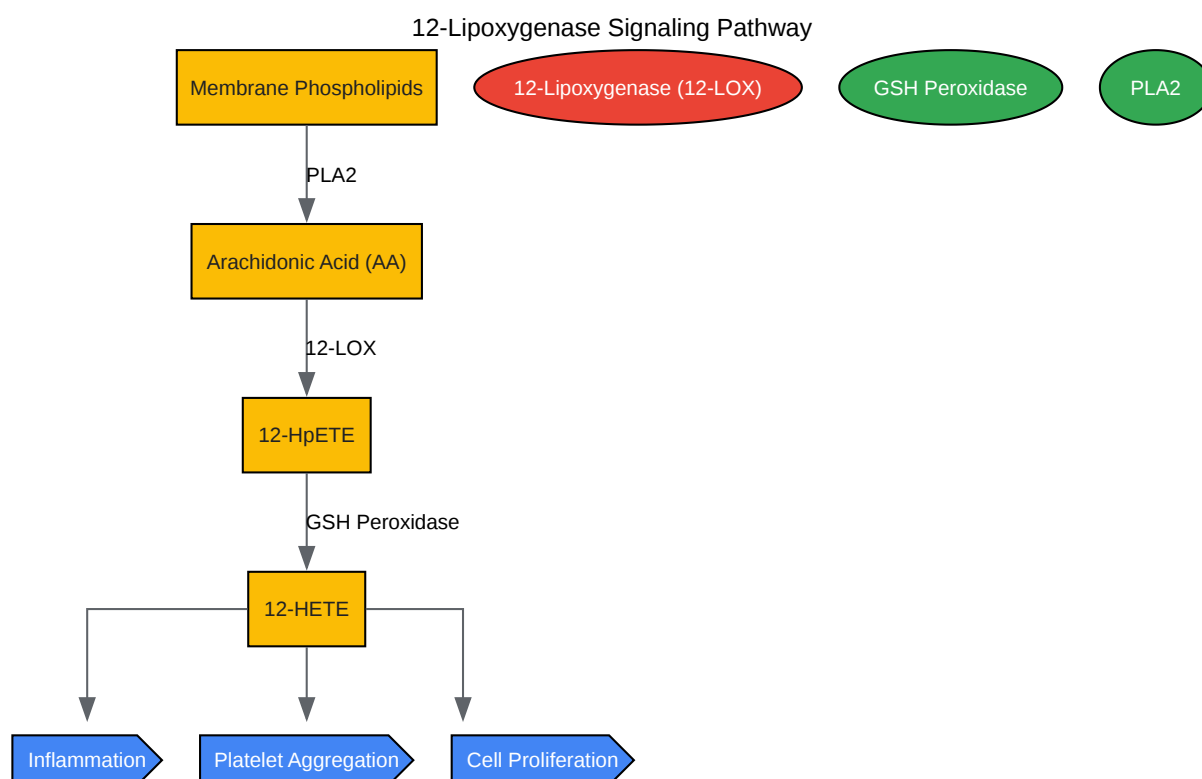 12-Lipoxygenase Signaling Pathway
Membrane Phospholipids
12-Lipoxygenase (12-LOX)
GSH Peroxidase
PLA2
PLA2
Arachidonic Acid (AA)
12-LOX
12-HpETE
GSH Peroxidase
12-HETE
Inflammation
Platelet Aggregation
Cell Proliferation